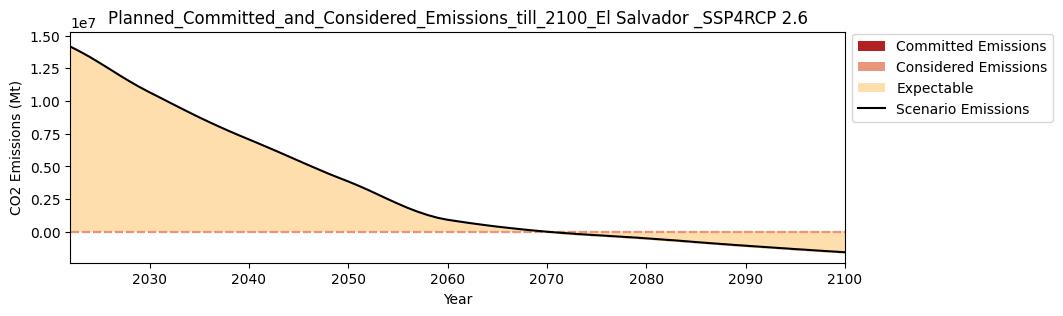 Planned_Committed_and_Considered_Emissions_till_2100_El Salvador _SSP4RCP 2.6
1e7
1.50
1.25
1.00
0.75
0.50
0.25
0.00
CO2 Emissions (Mt)
2030
2040
2050
2060
2070
2080
2090
2100
Year
Committed Emissions
Considered Emissions
Expectable
Scenario Emissions